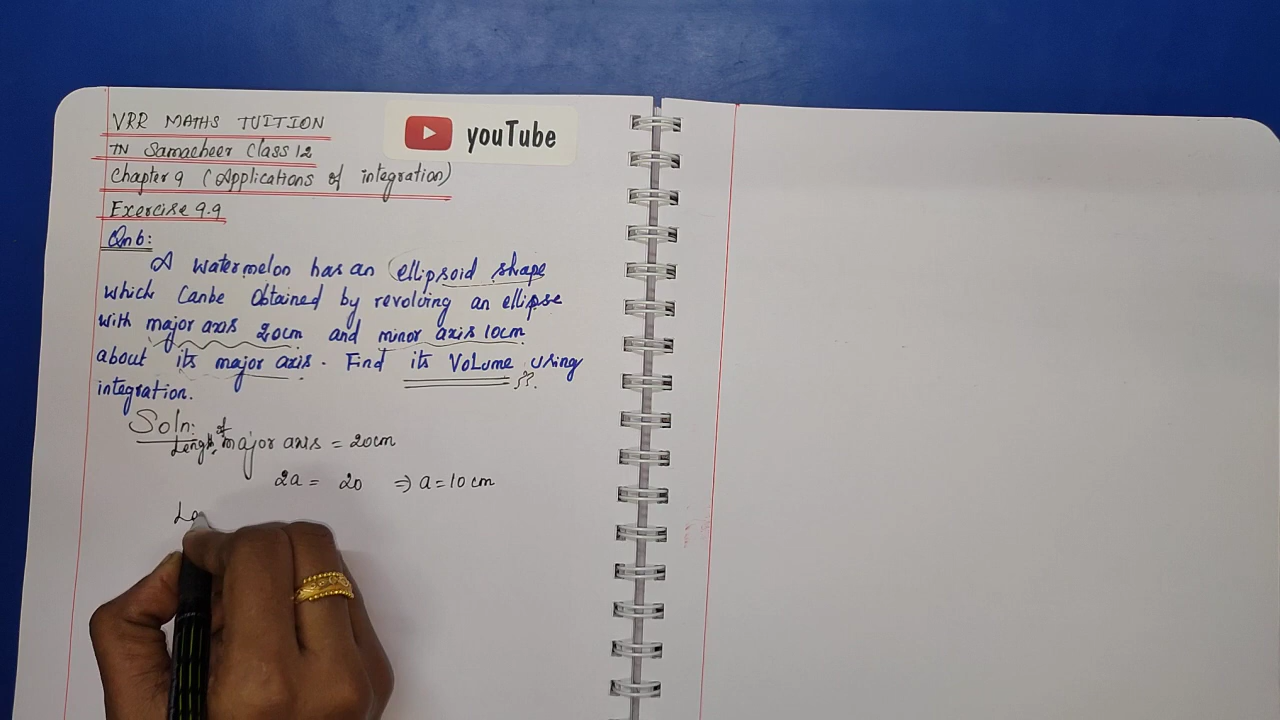 VRR MATHS TUITION
youTube
TN Samacheer Class 12
Chapter 9 (Applications of integration)
Exercise 9.9
Qn 6:
A watermelon has an ellipsoid shape
which Canbe Obtained by revolving an ellipse
with major axis 20cm and minor axis 10cm
about its major axis. Find its Volume using
integration.
Soln:
Length of major axis = 20cm
2a = 20 ⇒ a = 10 cm